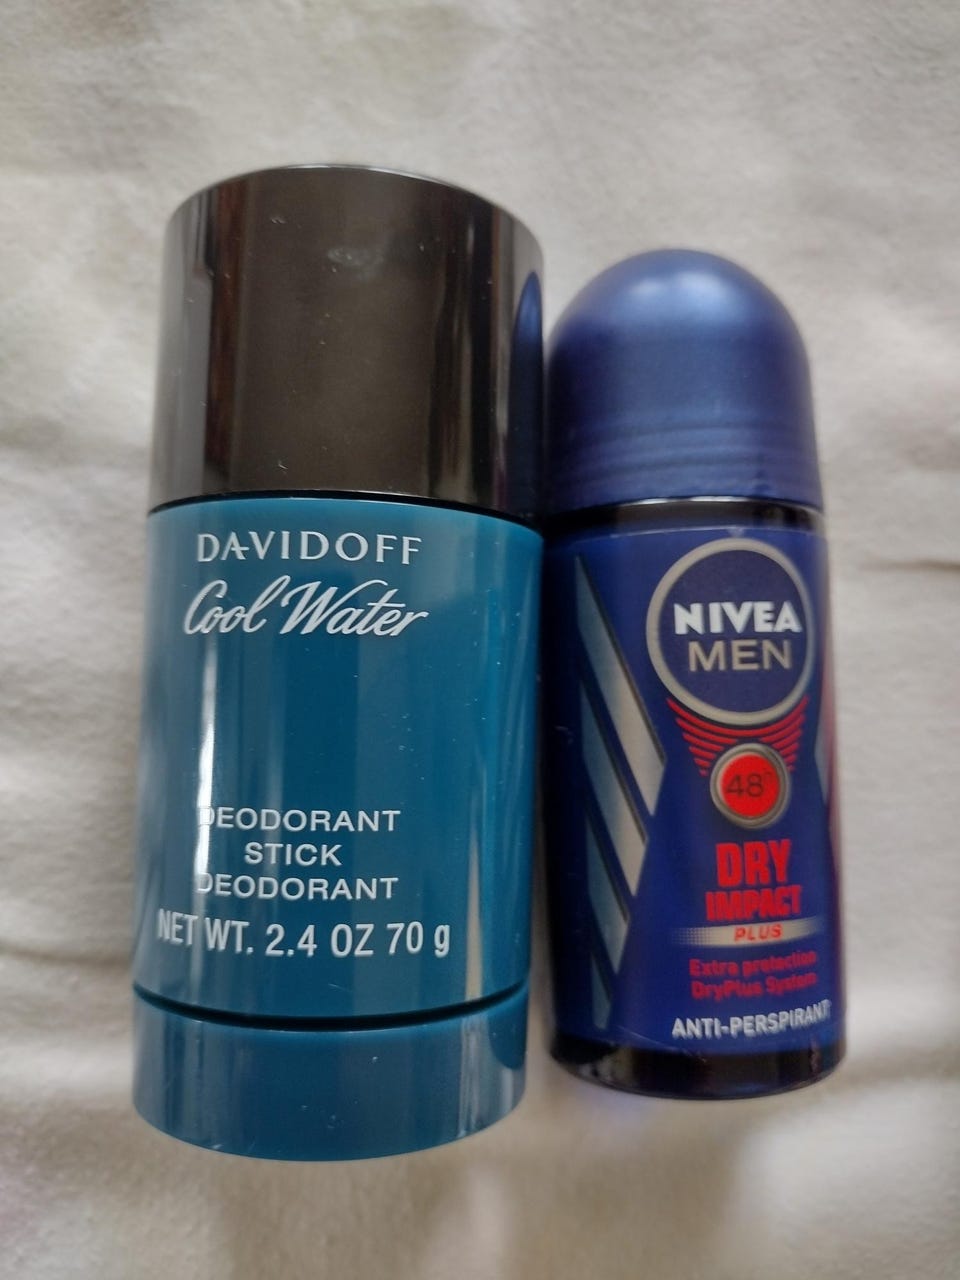 DAVIDOFF
Cool Water
DEODORANT
STICK
DEODORANT
NET WT. 2.4 OZ 70 g
NIVEA
MEN
48h
DRY
IMPACT
PLUS
Extra protection
DryPlus System
ANTI-PERSPIRANT